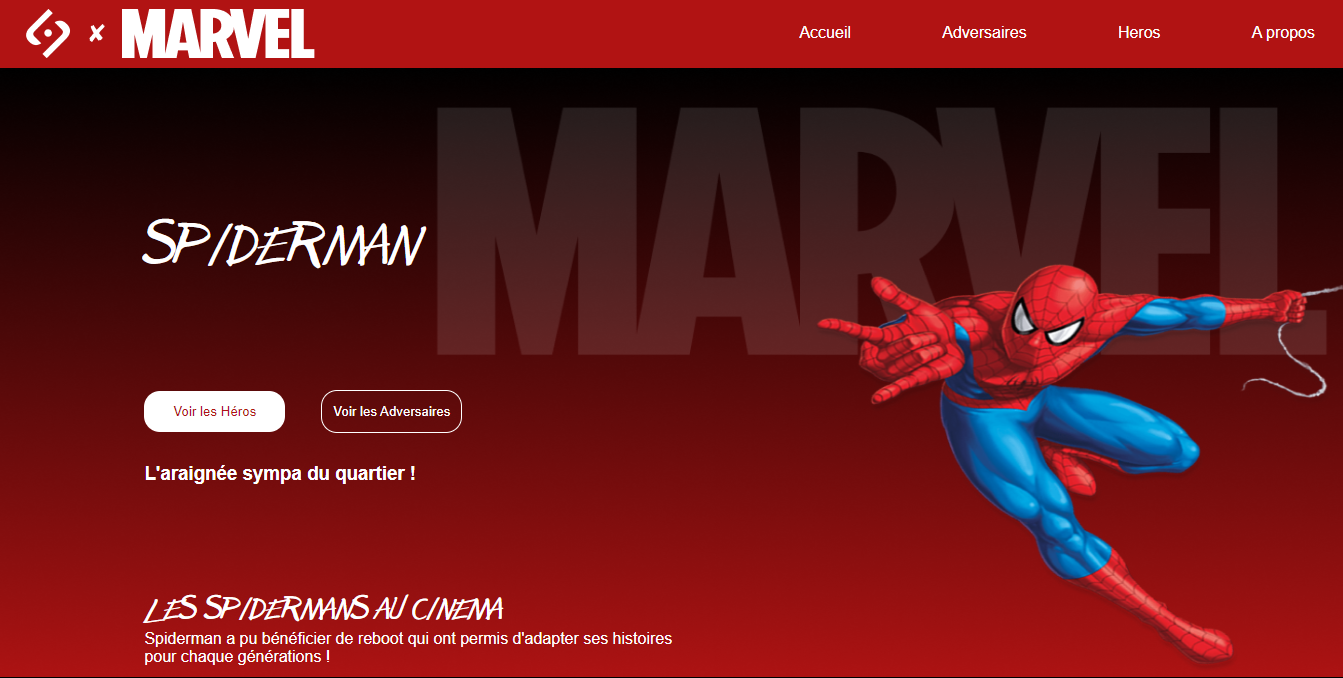 MARVEL
Accueil Adversaires Heros A propos
MARVEL
SPIDERMAN
Voir les Héros Voir les Adversaires
L'araignée sympa du quartier !
LES SPIDERMANS AU CINEMA
Spiderman a pu bénéficier de reboot qui ont permis d'adapter ses histoires
pour chaque générations !